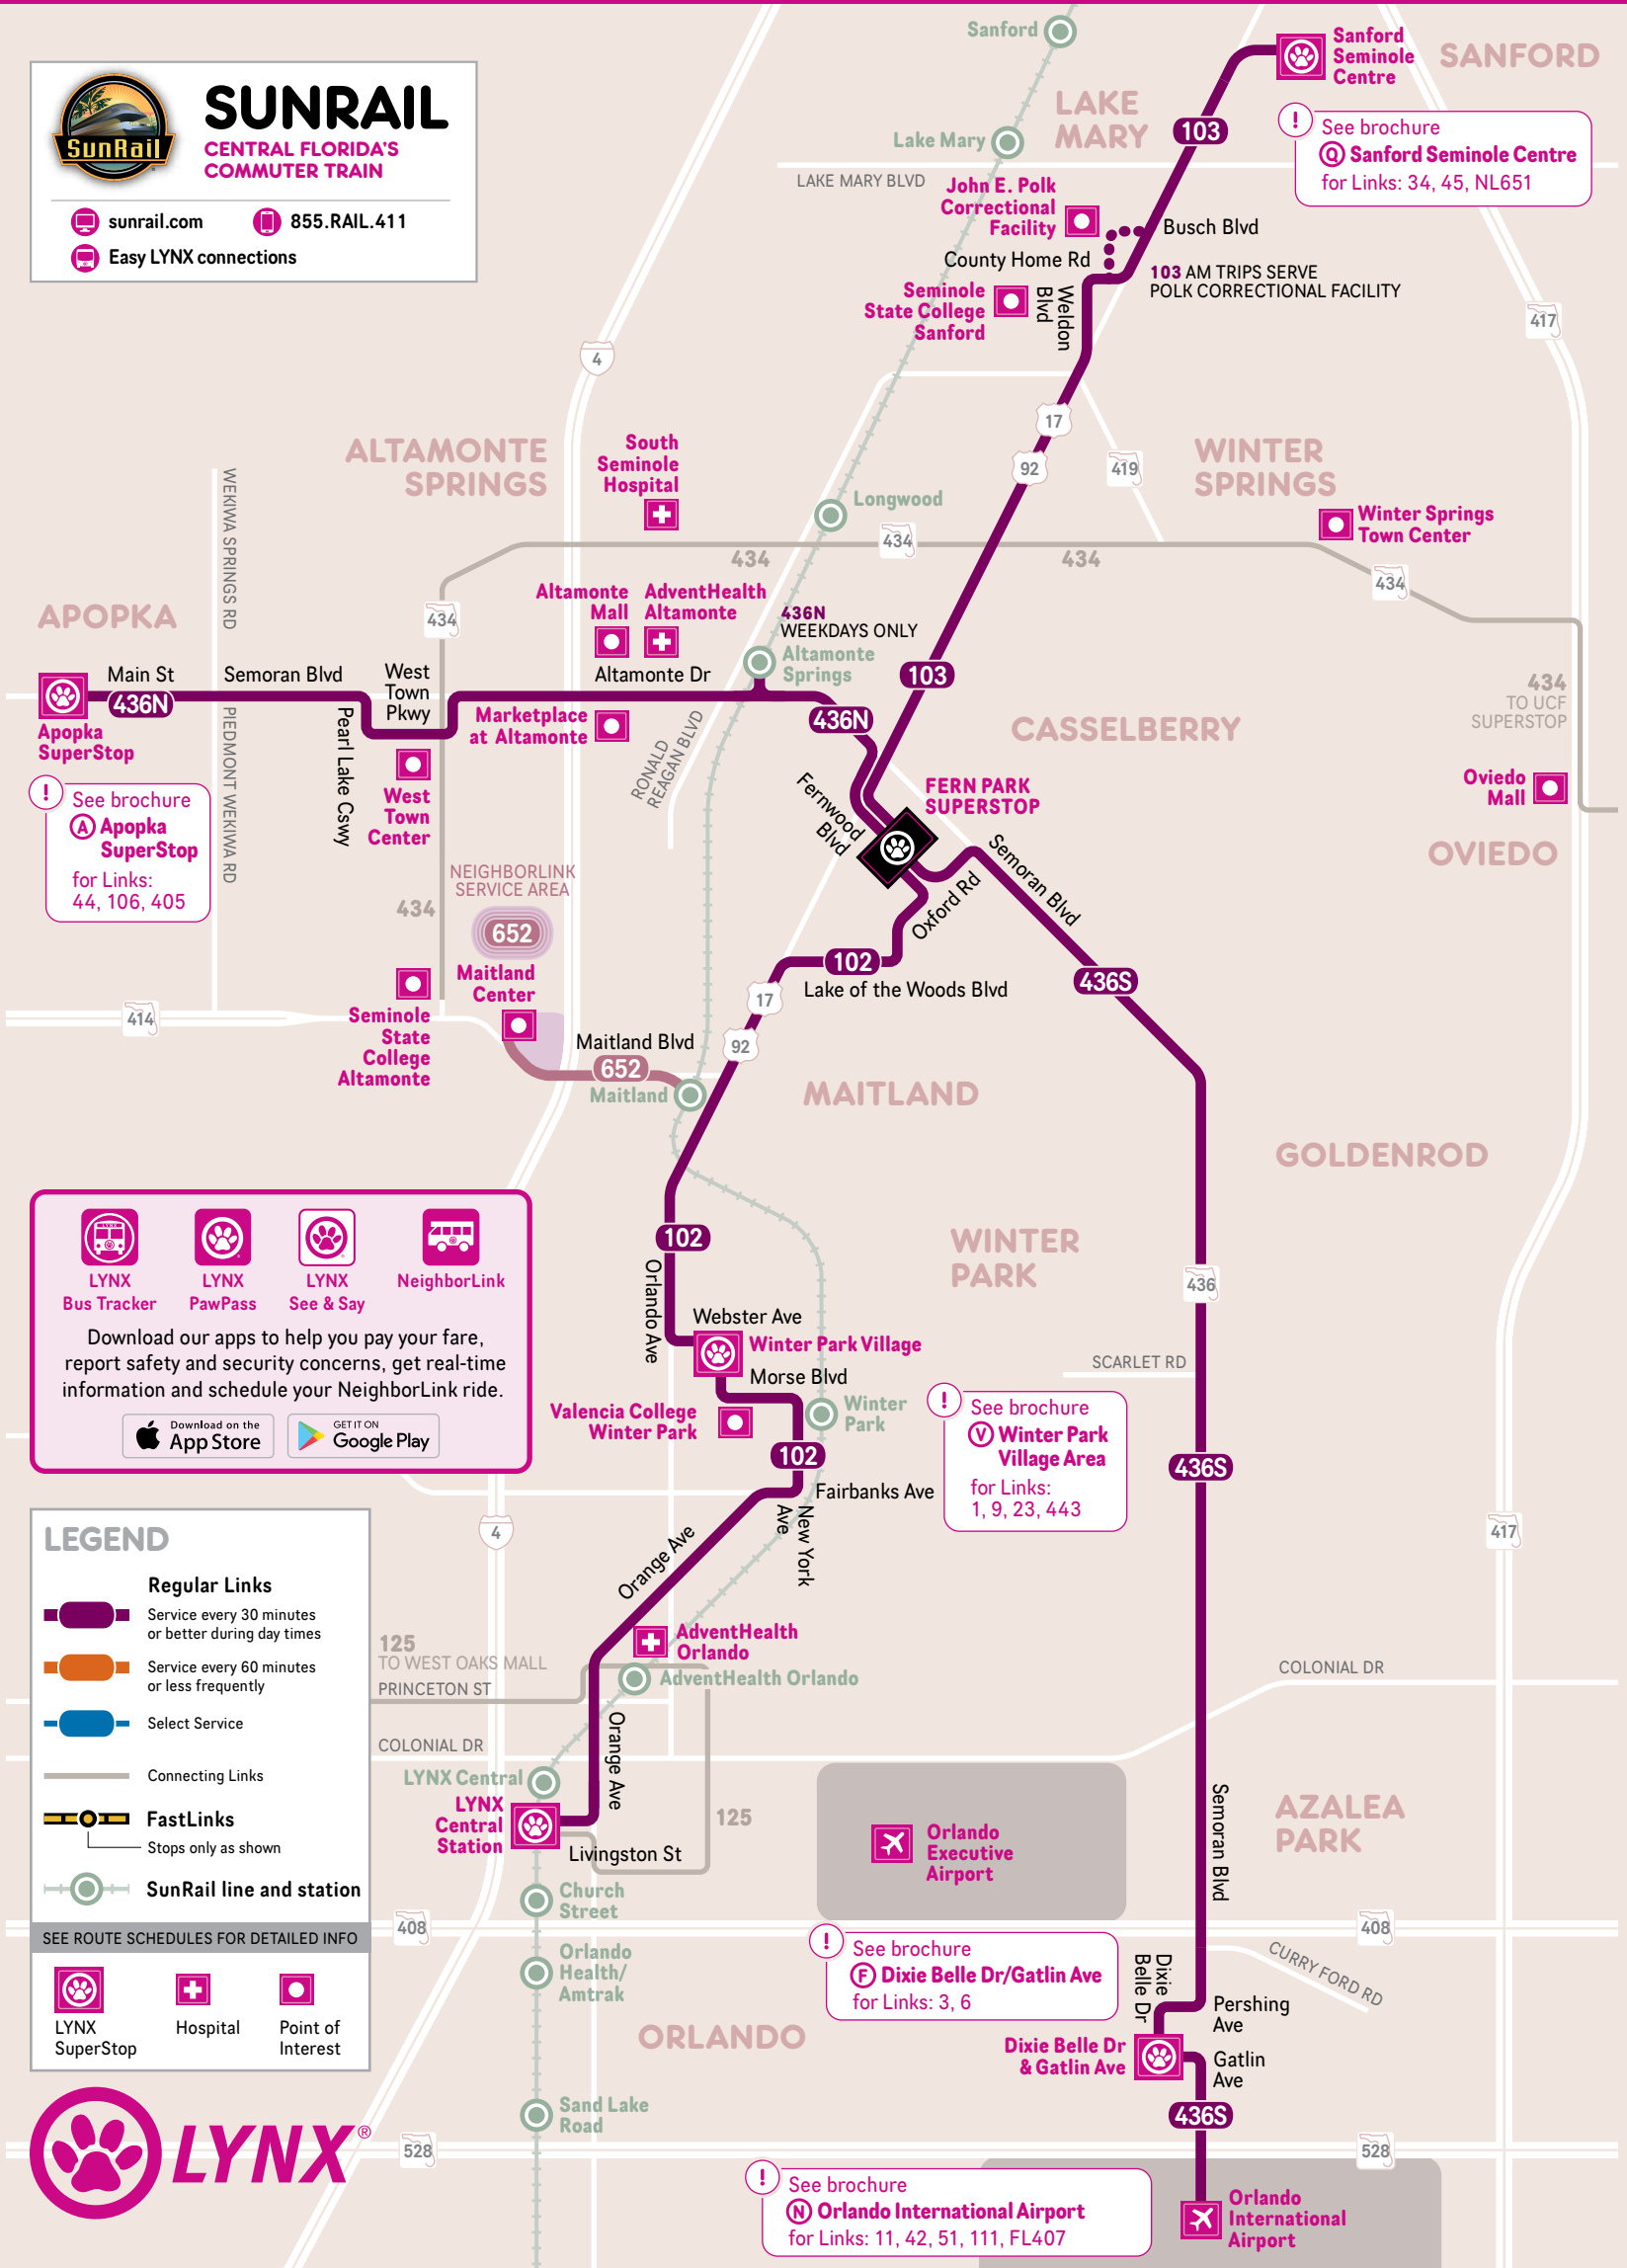 Sanford
Sanford
Seminole
Centre
SANFORD
SunRail
SUNRAIL
CENTRAL FLORIDA'S
COMMUTER TRAIN
sunrail.com
855.RAIL.411
Easy LYNX connections
LAKE
MARY
103
!
See brochure
Q Sanford Seminole Centre
for Links: 34, 45, NL651
Lake Mary
LAKE MARY BLVD
John E. Polk
Correctional
Facility
Busch Blvd
County Home Rd
103 AM TRIPS SERVE
POLK CORRECTIONAL FACILITY
Seminole
State College
Sanford
Weldon
Blvd
417
4
17
92
419
ALTAMONTE
SPRINGS
South
Seminole
Hospital
WINTER
SPRINGS
Longwood
Winter Springs
Town Center
WEKIWA SPRINGS RD
434
434
434
434
434
APOPKA
Altamonte
Mall
AdventHealth
Altamonte
436N
WEEKDAYS ONLY
Altamonte
Springs
Main St
Semoran Blvd
West
Town
Pkwy
Altamonte Dr
103
436N
436N
434
TO UCF
SUPERSTOP
Apopka
SuperStop
PIEDMONT WEKIWA RD
Pearl Lake Cswy
Marketplace
at Altamonte
RONALD
REAGAN BLVD
CASSELBERRY
West
Town
Center
Fernwood
Blvd
FERN PARK
SUPERSTOP
Oviedo
Mall
!
See brochure
A Apopka
SuperStop
for Links:
44, 106, 405
OVIEDO
Semoran Blvd
Oxford Rd
NEIGHBORLINK
SERVICE AREA
434
652
102
436S
Maitland
Center
17
Lake of the Woods Blvd
414
Seminole
State
College
Altamonte
Maitland Blvd
92
652
Maitland
MAITLAND
GOLDENROD
LYNX
LYNX
Bus Tracker
LYNX
PawPass
LYNX
See & Say
NeighborLink
Download our apps to help you pay your fare,
report safety and security concerns, get real-time
information and schedule your NeighborLink ride.
Download on the
App Store
GET IT ON
Google Play
102
WINTER
PARK
436
Orlando Ave
Webster Ave
Winter Park Village
SCARLET RD
Morse Blvd
Valencia College
Winter Park
Winter
Park
!
See brochure
V Winter Park
Village Area
for Links:
1, 9, 23, 443
102
436S
Fairbanks Ave
New York
Ave
4
417
Orange Ave
LEGEND
Regular Links
Service every 30 minutes
or better during day times
Service every 60 minutes
or less frequently
Select Service
Connecting Links
FastLinks
Stops only as shown
SunRail line and station
SEE ROUTE SCHEDULES FOR DETAILED INFO
LYNX
SuperStop
Hospital
Point of
Interest
AdventHealth
Orlando
125
TO WEST OAKS MALL
PRINCETON ST
AdventHealth Orlando
COLONIAL DR
COLONIAL DR
Orange Ave
LYNX Central
LYNX
Central
Station
125
Livingston St
Semoran Blvd
AZALEA
PARK
Orlando
Executive
Airport
Church
Street
408
408
Orlando
Health/
Amtrak
!
See brochure
F Dixie Belle Dr/Gatlin Ave
for Links: 3, 6
Dixie
Belle Dr
CURRY FORD RD
Pershing
Ave
ORLANDO
Dixie Belle Dr
& Gatlin Ave
Gatlin
Ave
Sand Lake
Road
436S
LYNX®
528
528
!
See brochure
N Orlando International Airport
for Links: 11, 42, 51, 111, FL407
Orlando
International
Airport